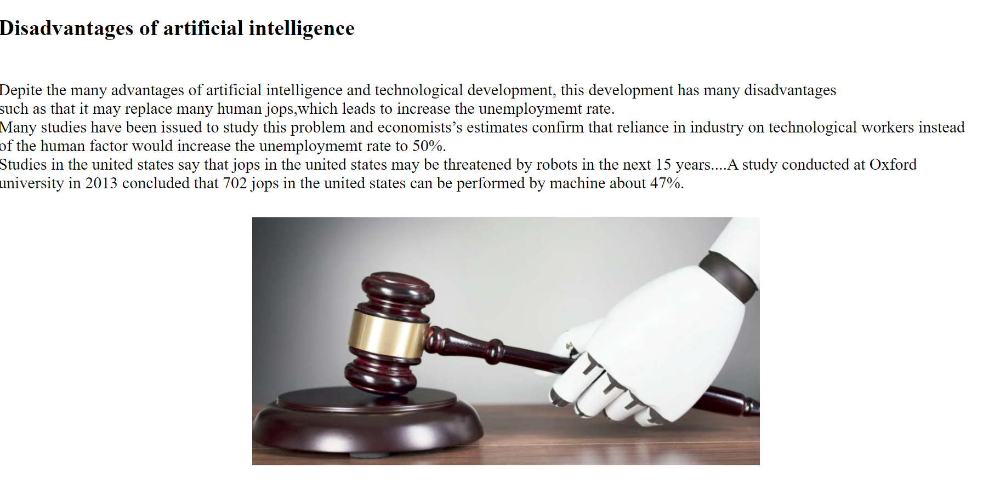 Disadvantages of artificial intelligence
Depite the many advantages of artificial intelligence and technological development, this development has many disadvantages
such as that it may replace many human jops,which leads to increase the unemploymemt rate.
Many studies have been issued to study this problem and economists’s estimates confirm that reliance in industry on technological workers instead
of the human factor would increase the unemploymemt rate to 50%.
Studies in the united states say that jops in the united states may be threatened by robots in the next 15 years....A study conducted at Oxford
university in 2013 concluded that 702 jops in the united states can be performed by machine about 47%.